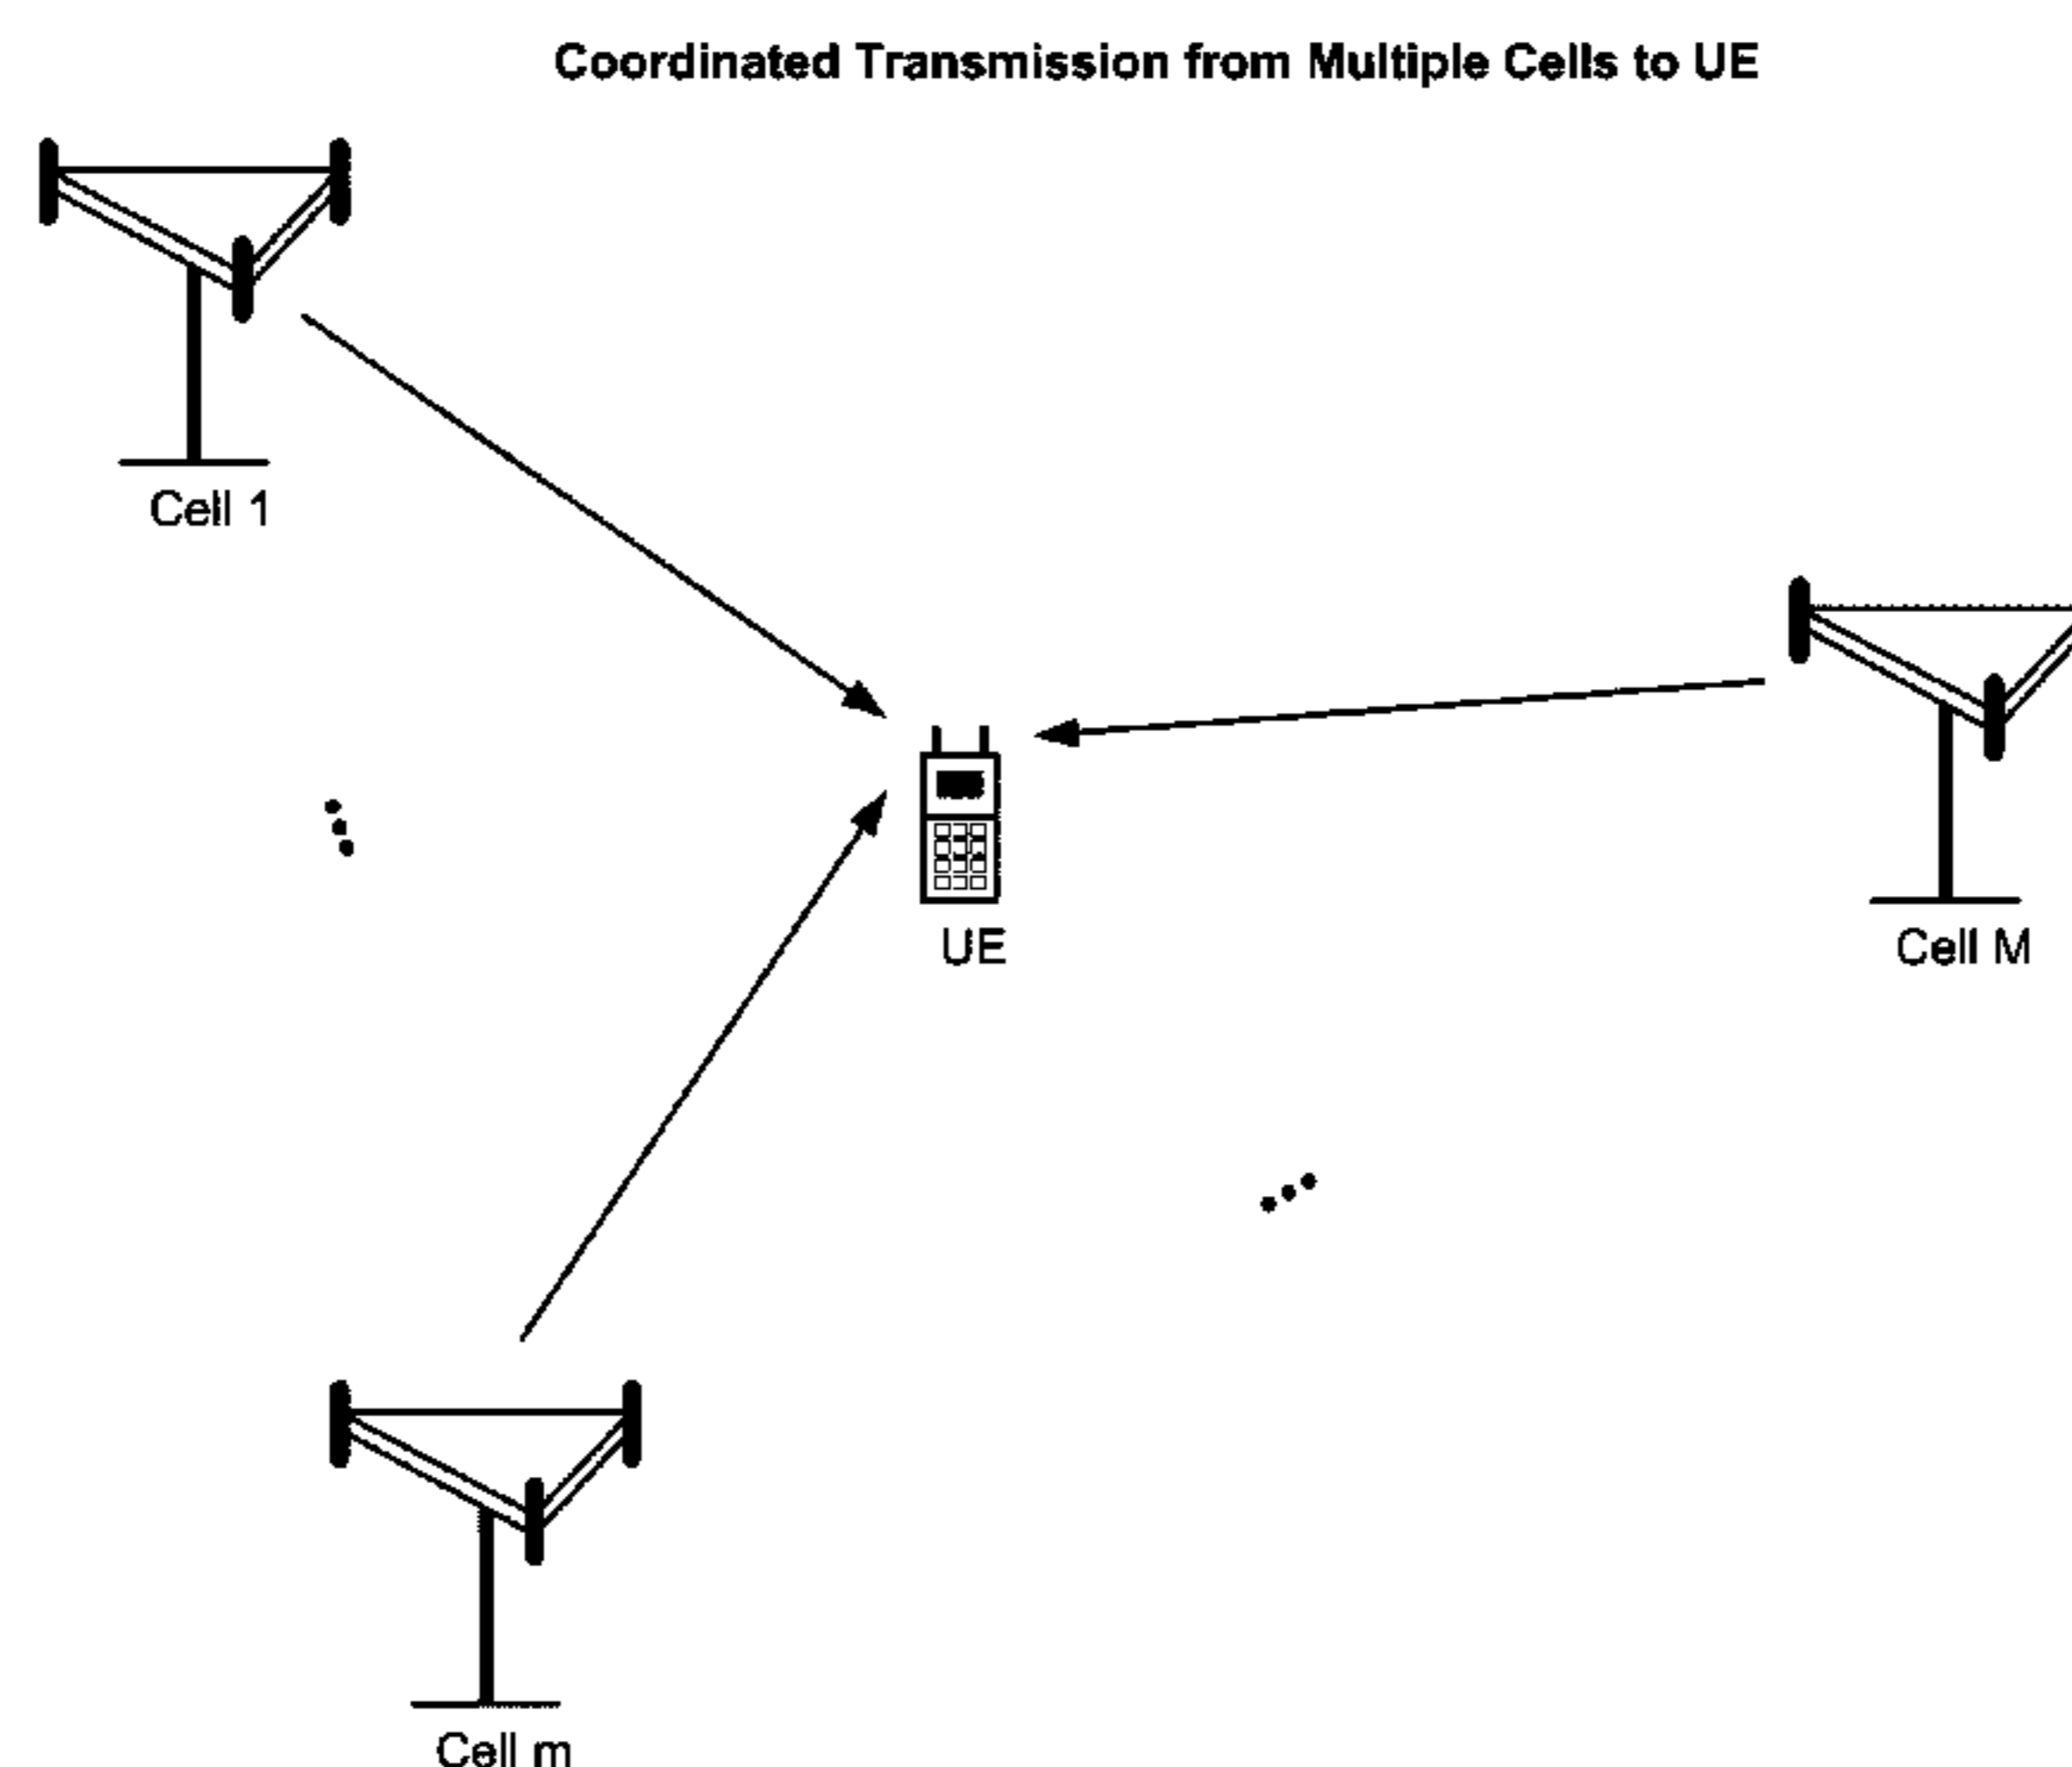 Coordinated Transmission from Multiple Cells to UE
Cell 1
UE
Cell M
Cell m